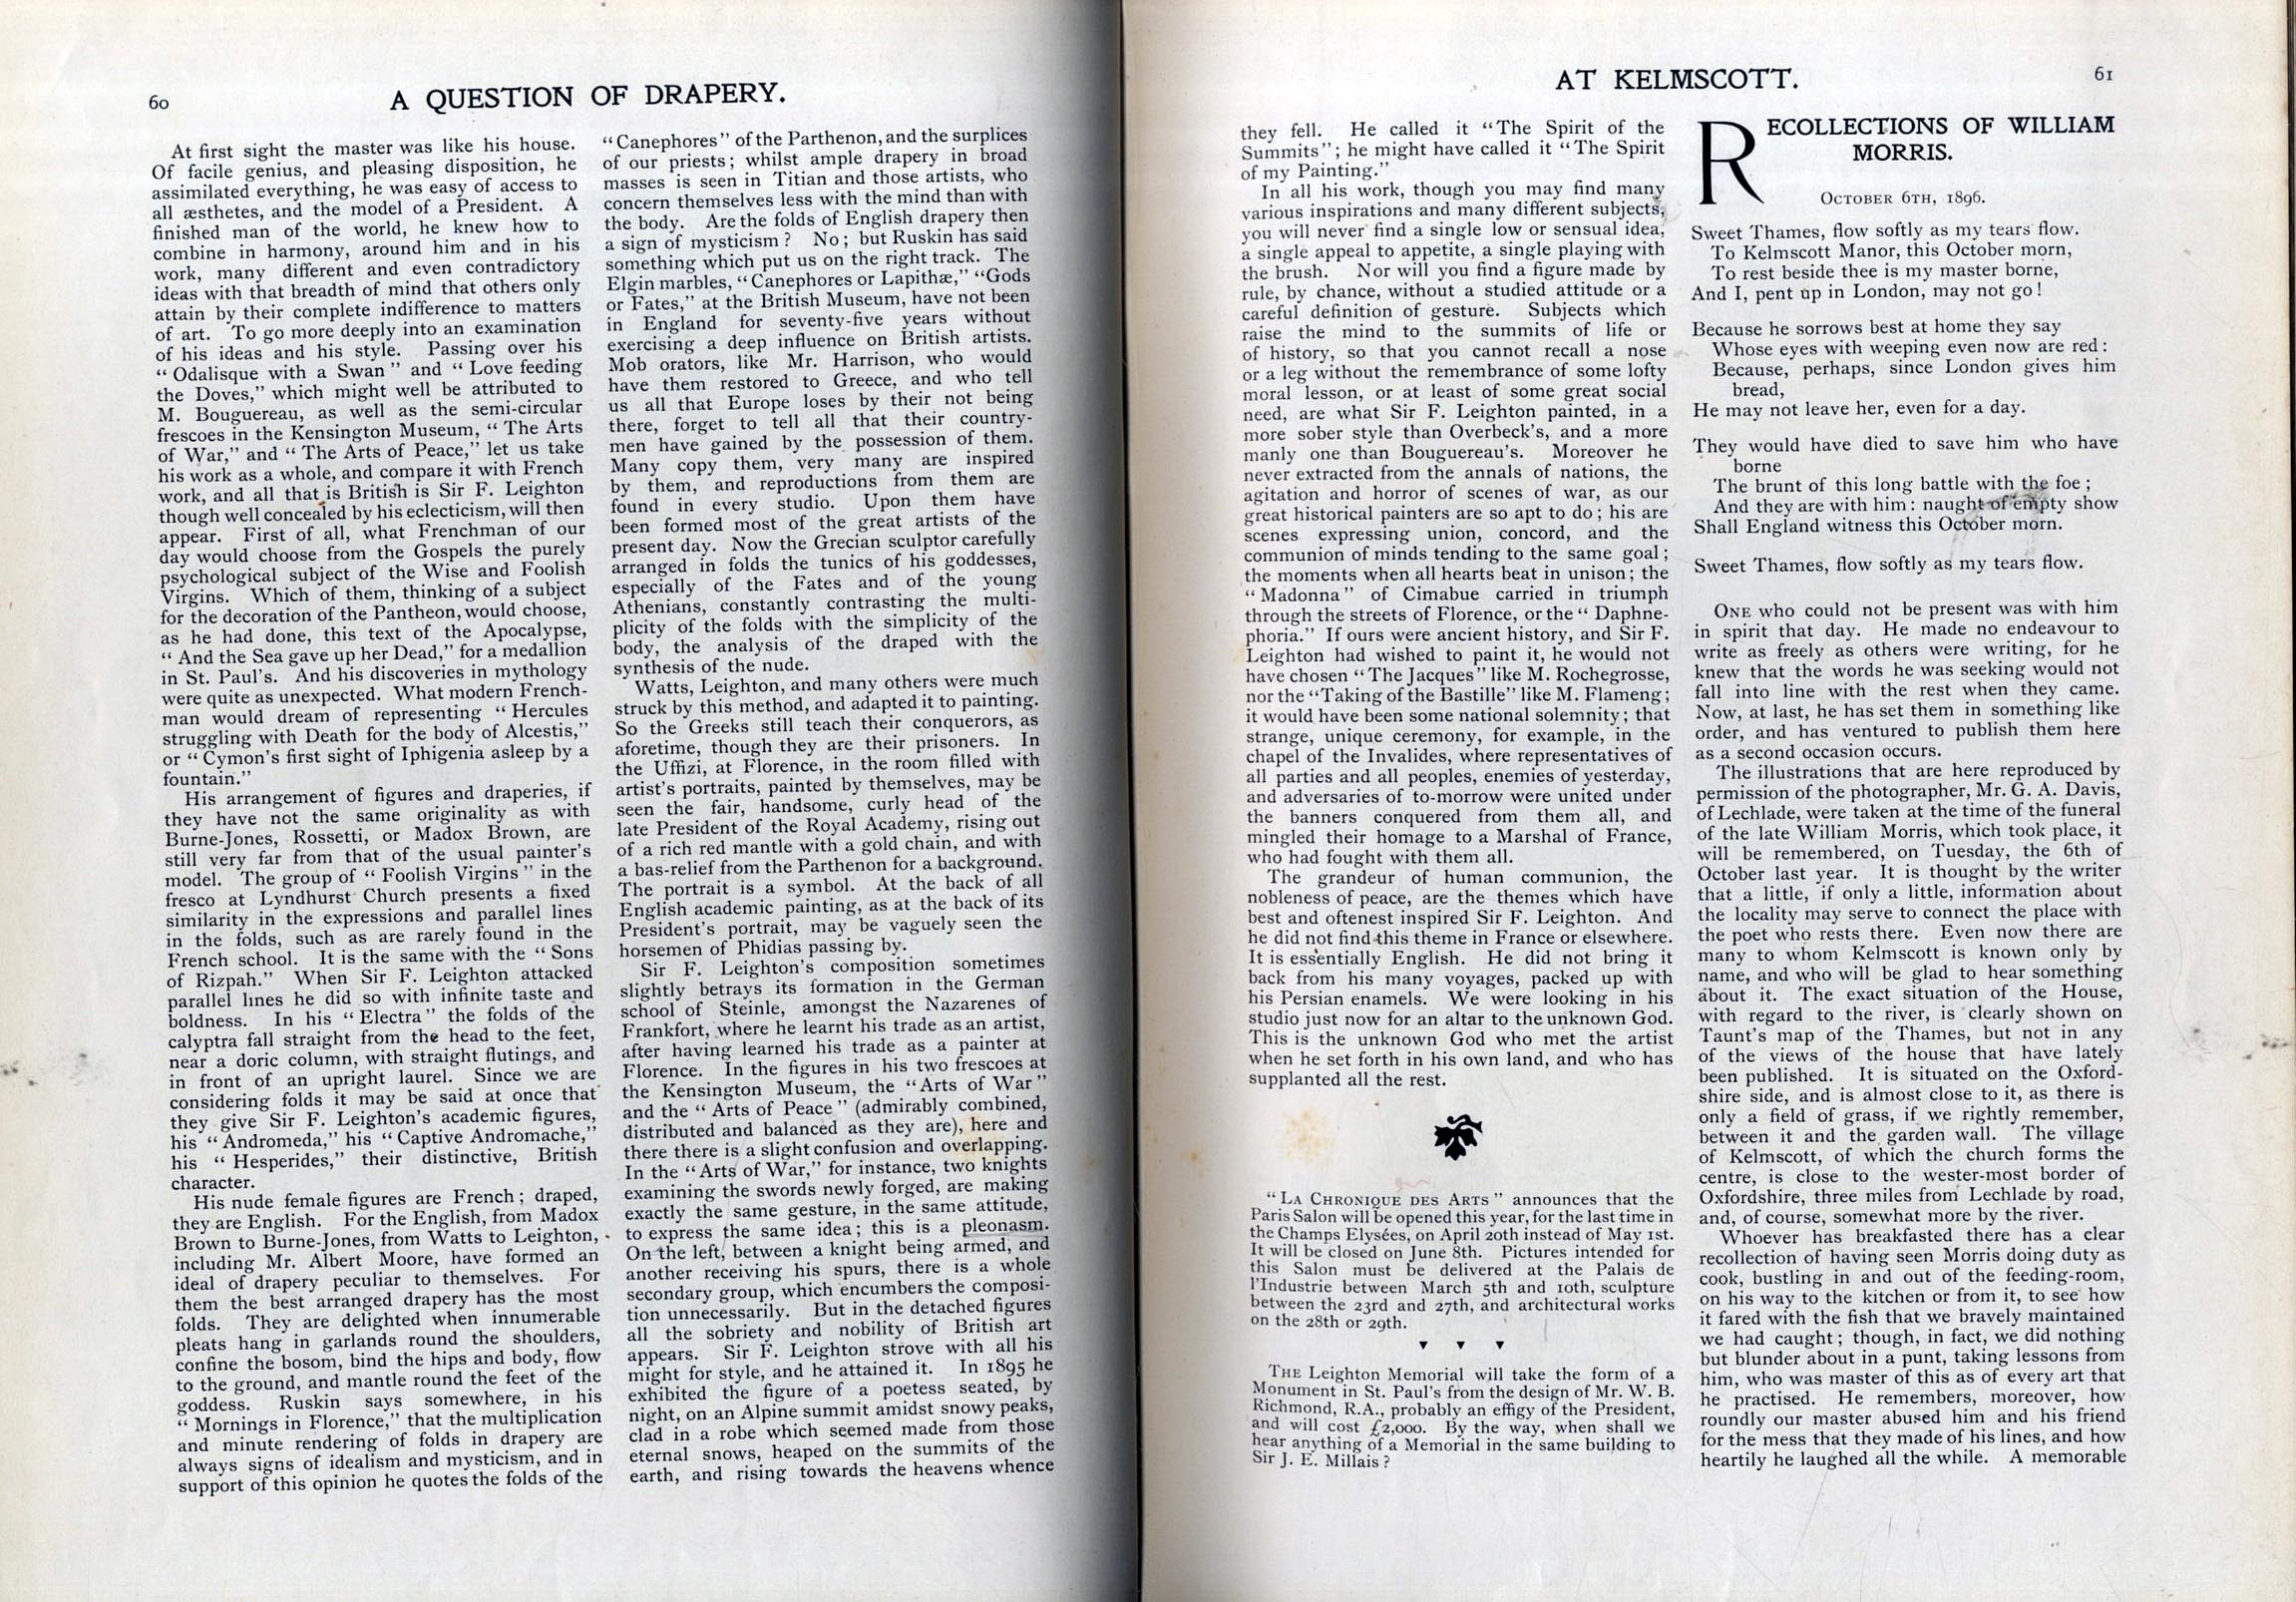 60
A QUESTION OF DRAPERY.
At first sight the master was like his house.
Of facile genius, and pleasing disposition, he
assimilated everything, he was easy of access to
all æsthetes, and the model of a President. A
finished man of the world, he knew how to
combine in harmony, around him and in his
work, many different and even contradictory
ideas with that breadth of mind that others only
attain by their complete indifference to matters
of art. To go more deeply into an examination
of his ideas and his style. Passing over his
“ Odalisque with a Swan ” and “ Love feeding
the Doves,” which might well be attributed to
M. Bouguereau, as well as the semi-circular
frescoes in the Kensington Museum, “ The Arts
of War,” and “ The Arts of Peace,” let us take
his work as a whole, and compare it with French
work, and all that is British is Sir F. Leighton
though well concealed by his eclecticism, will then
appear. First of all, what Frenchman of our
day would choose from the Gospels the purely
psychological subject of the Wise and Foolish
Virgins. Which of them, thinking of a subject
for the decoration of the Pantheon, would choose,
as he had done, this text of the Apocalypse,
“ And the Sea gave up her Dead,” for a medallion
in St. Paul's. And his discoveries in mythology
were quite as unexpected. What modern French-
man would dream of representing “ Hercules
struggling with Death for the body of Alcestis,”
or “ Cymon's first sight of Iphigenia asleep by a
fountain.”
His arrangement of figures and draperies, if
they have not the same originality as with
Burne-Jones, Rossetti, or Madox Brown, are
still very far from that of the usual painter's
model. The group of “ Foolish Virgins ” in the
fresco at Lyndhurst Church presents a fixed
similarity in the expressions and parallel lines
in the folds, such as are rarely found in the
French school. It is the same with the “ Sons
of Rizpah.” When Sir F. Leighton attacked
parallel lines he did so with infinite taste and
boldness. In his “ Electra ” the folds of the
calyptra fall straight from the head to the feet,
near a doric column, with straight flutings, and
in front of an upright laurel. Since we are
considering folds it may be said at once that
they give Sir F. Leighton's academic figures,
his “ Andromeda,” his “ Captive Andromache,”
his “ Hesperides,” their distinctive, British
character.
His nude female figures are French ; draped,
they are English. For the English, from Madox
Brown to Burne-Jones, from Watts to Leighton,
including Mr. Albert Moore, have formed an
ideal of drapery peculiar to themselves. For
them the best arranged drapery has the most
folds. They are delighted when innumerable
pleats hang in garlands round the shoulders,
confine the bosom, bind the hips and body, flow
to the ground, and mantle round the feet of the
goddess. Ruskin says somewhere, in his
“ Mornings in Florence,” that the multiplication
and minute rendering of folds in drapery are
always signs of idealism and mysticism, and in
support of this opinion he quotes the folds of the
“Canephores” of the Parthenon, and the surplices
of our priests ; whilst ample drapery in broad
masses is seen in Titian and those artists, who
concern themselves less with the mind than with
the body. Are the folds of English drapery then
a sign of mysticism ? No ; but Ruskin has said
something which put us on the right track. The
Elgin marbles, “ Canephores or Lapithæ,” “Gods
or Fates,” at the British Museum, have not been
in England for seventy-five years without
exercising a deep influence on British artists.
Mob orators, like Mr. Harrison, who would
have them restored to Greece, and who tell
us all that Europe loses by their not being
there, forget to tell all that their country-
men have gained by the possession of them.
Many copy them, very many are inspired
by them, and reproductions from them are
found in every studio. Upon them have
been formed most of the great artists of the
present day. Now the Grecian sculptor carefully
arranged in folds the tunics of his goddesses,
especially of the Fates and of the young
Athenians, constantly contrasting the multi-
plicity of the folds with the simplicity of the
body, the analysis of the draped with the
synthesis of the nude.
Watts, Leighton, and many others were much
struck by this method, and adapted it to painting.
So the Greeks still teach their conquerors, as
aforetime, though they are their prisoners. In
the Uffizi, at Florence, in the room filled with
artist's portraits, painted by themselves, may be
seen the fair, handsome, curly head of the
late President of the Royal Academy, rising out
of a rich red mantle with a gold chain, and with
a bas-relief from the Parthenon for a background.
The portrait is a symbol. At the back of all
English academic painting, as at the back of its
President's portrait, may be vaguely seen the
horsemen of Phidias passing by.
Sir F. Leighton's composition sometimes
slightly betrays its formation in the German
school of Steinle, amongst the Nazarenes of
Frankfort, where he learnt his trade as an artist,
after having learned his trade as a painter at
Florence. In the figures in his two frescoes at
the Kensington Museum, the “Arts of War”
and the “ Arts of Peace ” (admirably combined,
distributed and balanced as they are), here and
there there is a slight confusion and overlapping.
In the “Arts of War,” for instance, two knights
examining the swords newly forged, are making
exactly the same gesture, in the same attitude,
to express the same idea ; this is a pleonasm.
On the left, between a knight being armed, and
another receiving his spurs, there is a whole
secondary group, which encumbers the composi-
tion unnecessarily. But in the detached figures
all the sobriety and nobility of British art
appears. Sir F. Leighton strove with all his
might for style, and he attained it. In 1895 he
exhibited the figure of a poetess seated, by
night, on an Alpine summit amidst snowy peaks,
clad in a robe which seemed made from those
eternal snows, heaped on the summits of the
earth, and rising towards the heavens whence
AT KELMSCOTT.
61
they fell. He called it “The Spirit of the
Summits” ; he might have called it “The Spirit
of my Painting.”
In all his work, though you may find many
various inspirations and many different subjects,
you will never find a single low or sensual idea,
a single appeal to appetite, a single playing with
the brush. Nor will you find a figure made by
rule, by chance, without a studied attitude or a
careful definition of gesture. Subjects which
raise the mind to the summits of life or
of history, so that you cannot recall a nose
or a leg without the remembrance of some lofty
moral lesson, or at least of some great social
need, are what Sir F. Leighton painted, in a
more sober style than Overbeck's, and a more
manly one than Bouguereau's. Moreover he
never extracted from the annals of nations, the
agitation and horror of scenes of war, as our
great historical painters are so apt to do ; his are
scenes expressing union, concord, and the
communion of minds tending to the same goal ;
the moments when all hearts beat in unison ; the
“ Madonna ” of Cimabue carried in triumph
through the streets of Florence, or the “ Daphne-
phoria.” If ours were ancient history, and Sir F.
Leighton had wished to paint it, he would not
have chosen “The Jacques” like M. Rochegrosse,
nor the “Taking of the Bastille” like M. Flameng ;
it would have been some national solemnity ; that
strange, unique ceremony, for example, in the
chapel of the Invalides, where representatives of
all parties and all peoples, enemies of yesterday,
and adversaries of to-morrow were united under
the banners conquered from them all, and
mingled their homage to a Marshal of France,
who had fought with them all.
The grandeur of human communion, the
nobleness of peace, are the themes which have
best and oftenest inspired Sir F. Leighton. And
he did not find this theme in France or elsewhere.
It is essentially English. He did not bring it
back from his many voyages, packed up with
his Persian enamels. We were looking in his
studio just now for an altar to the unknown God.
This is the unknown God who met the artist
when he set forth in his own land, and who has
supplanted all the rest.
“ LA CHRONIQUE DES ARTS ” announces that the
Paris Salon will be opened this year, for the last time in
the Champs Elysées, on April 20th instead of May 1st.
It will be closed on June 8th. Pictures intended for
this Salon must be delivered at the Palais de
l'Industrie between March 5th and 10th, sculpture
between the 23rd and 27th, and architectural works
on the 28th or 29th.
THE Leighton Memorial will take the form of a
Monument in St. Paul's from the design of Mr. W. B.
Richmond, R.A., probably an effigy of the President,
and will cost £2,000. By the way, when shall we
hear anything of a Memorial in the same building to
Sir J. E. Millais ?
RECOLLECTIONS OF WILLIAM
MORRIS.
OCTOBER 6TH, 1896.
Sweet Thames, flow softly as my tears flow.
To Kelmscott Manor, this October morn,
To rest beside thee is my master borne,
And I, pent up in London, may not go !
Because he sorrows best at home they say
Whose eyes with weeping even now are red :
Because, perhaps, since London gives him
bread,
He may not leave her, even for a day.
They would have died to save him who have
borne
The brunt of this long battle with the foe ;
And they are with him : naught of empty show
Shall England witness this October morn.
Sweet Thames, flow softly as my tears flow.
ONE who could not be present was with him
in spirit that day. He made no endeavour to
write as freely as others were writing, for he
knew that the words he was seeking would not
fall into line with the rest when they came.
Now, at last, he has set them in something like
order, and has ventured to publish them here
as a second occasion occurs.
The illustrations that are here reproduced by
permission of the photographer, Mr. G. A. Davis,
of Lechlade, were taken at the time of the funeral
of the late William Morris, which took place, it
will be remembered, on Tuesday, the 6th of
October last year. It is thought by the writer
that a little, if only a little, information about
the locality may serve to connect the place with
the poet who rests there. Even now there are
many to whom Kelmscott is known only by
name, and who will be glad to hear something
about it. The exact situation of the House,
with regard to the river, is clearly shown on
Taunt's map of the Thames, but not in any
of the views of the house that have lately
been published. It is situated on the Oxford-
shire side, and is almost close to it, as there is
only a field of grass, if we rightly remember,
between it and the garden wall. The village
of Kelmscott, of which the church forms the
centre, is close to the wester-most border of
Oxfordshire, three miles from Lechlade by road,
and, of course, somewhat more by the river.
Whoever has breakfasted there has a clear
recollection of having seen Morris doing duty as
cook, bustling in and out of the feeding-room,
on his way to the kitchen or from it, to see how
it fared with the fish that we bravely maintained
we had caught ; though, in fact, we did nothing
but blunder about in a punt, taking lessons from
him, who was master of this as of every art that
he practised. He remembers, moreover, how
roundly our master abused him and his friend
for the mess that they made of his lines, and how
heartily he laughed all the while. A memorable